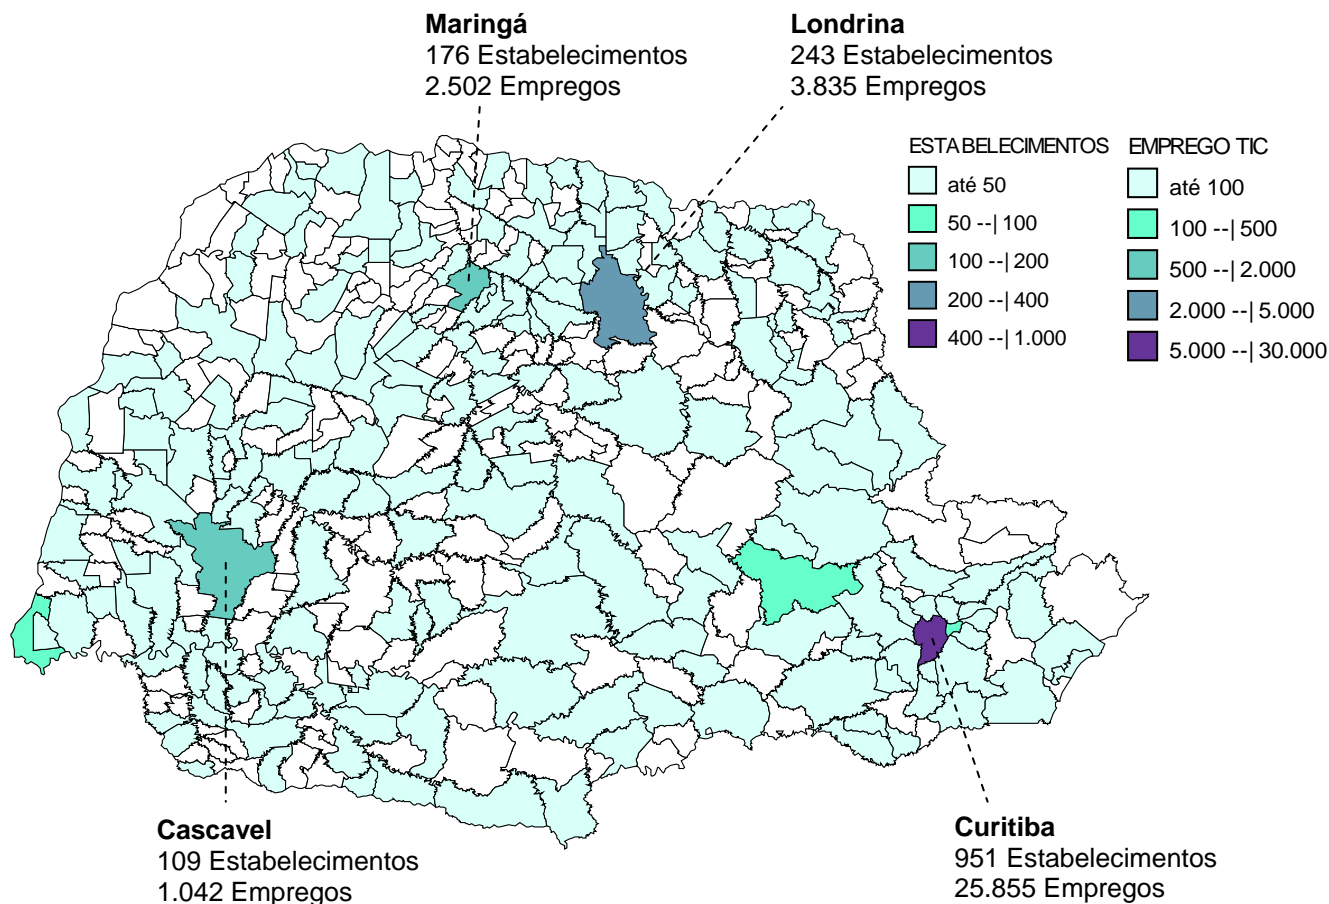 Maringá
176 Estabelecimentos
2.502 Empregos
Londrina
243 Estabelecimentos
3.835 Empregos
ESTABELECIMENTOS
até 50
50 --| 100
100 --| 200
200 --| 400
400 --| 1.000
EMPREGO TIC
até 100
100 --| 500
500 --| 2.000
2.000 --| 5.000
5.000 --| 30.000
Cascavel
109 Estabelecimentos
1.042 Empregos
Curitiba
951 Estabelecimentos
25.855 Empregos